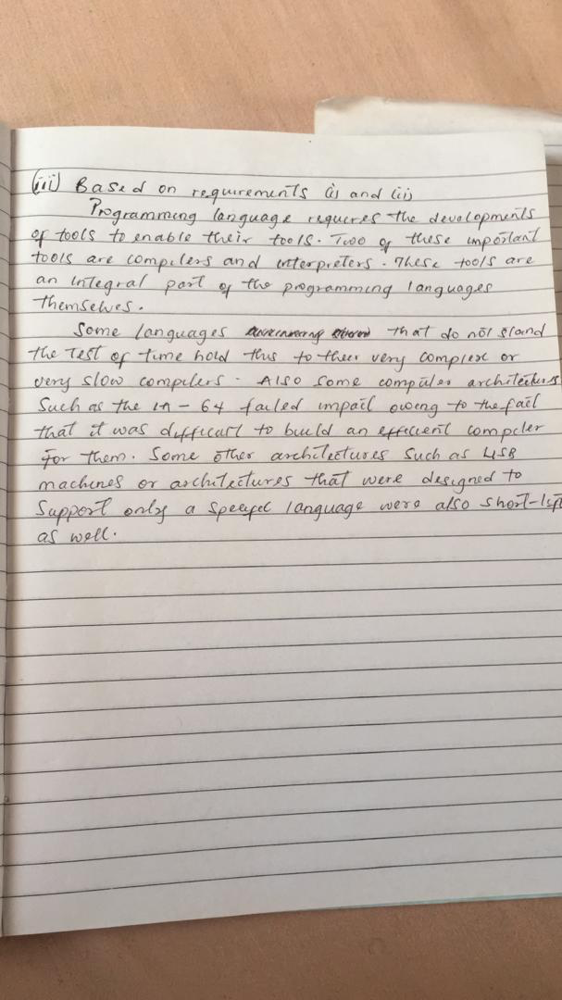 (iii) Based on requirements (i) and (ii)
Programming language requires the developments
of tools to enable their tools. Two of these important
tools are compilers and interpreters. These tools are
an integral part of the programming languages
themselves.
Some languages that do not stand
the Test of time hold this to their very complex or
very slow compilers. Also some computer architectures
Such as the IA-64 failed impact owing to the fact
that it was difficult to build an efficient compiler
for them. Some other architectures such as LISB
machines or architectures that were designed to
Support only a language were also short-lift
as well.